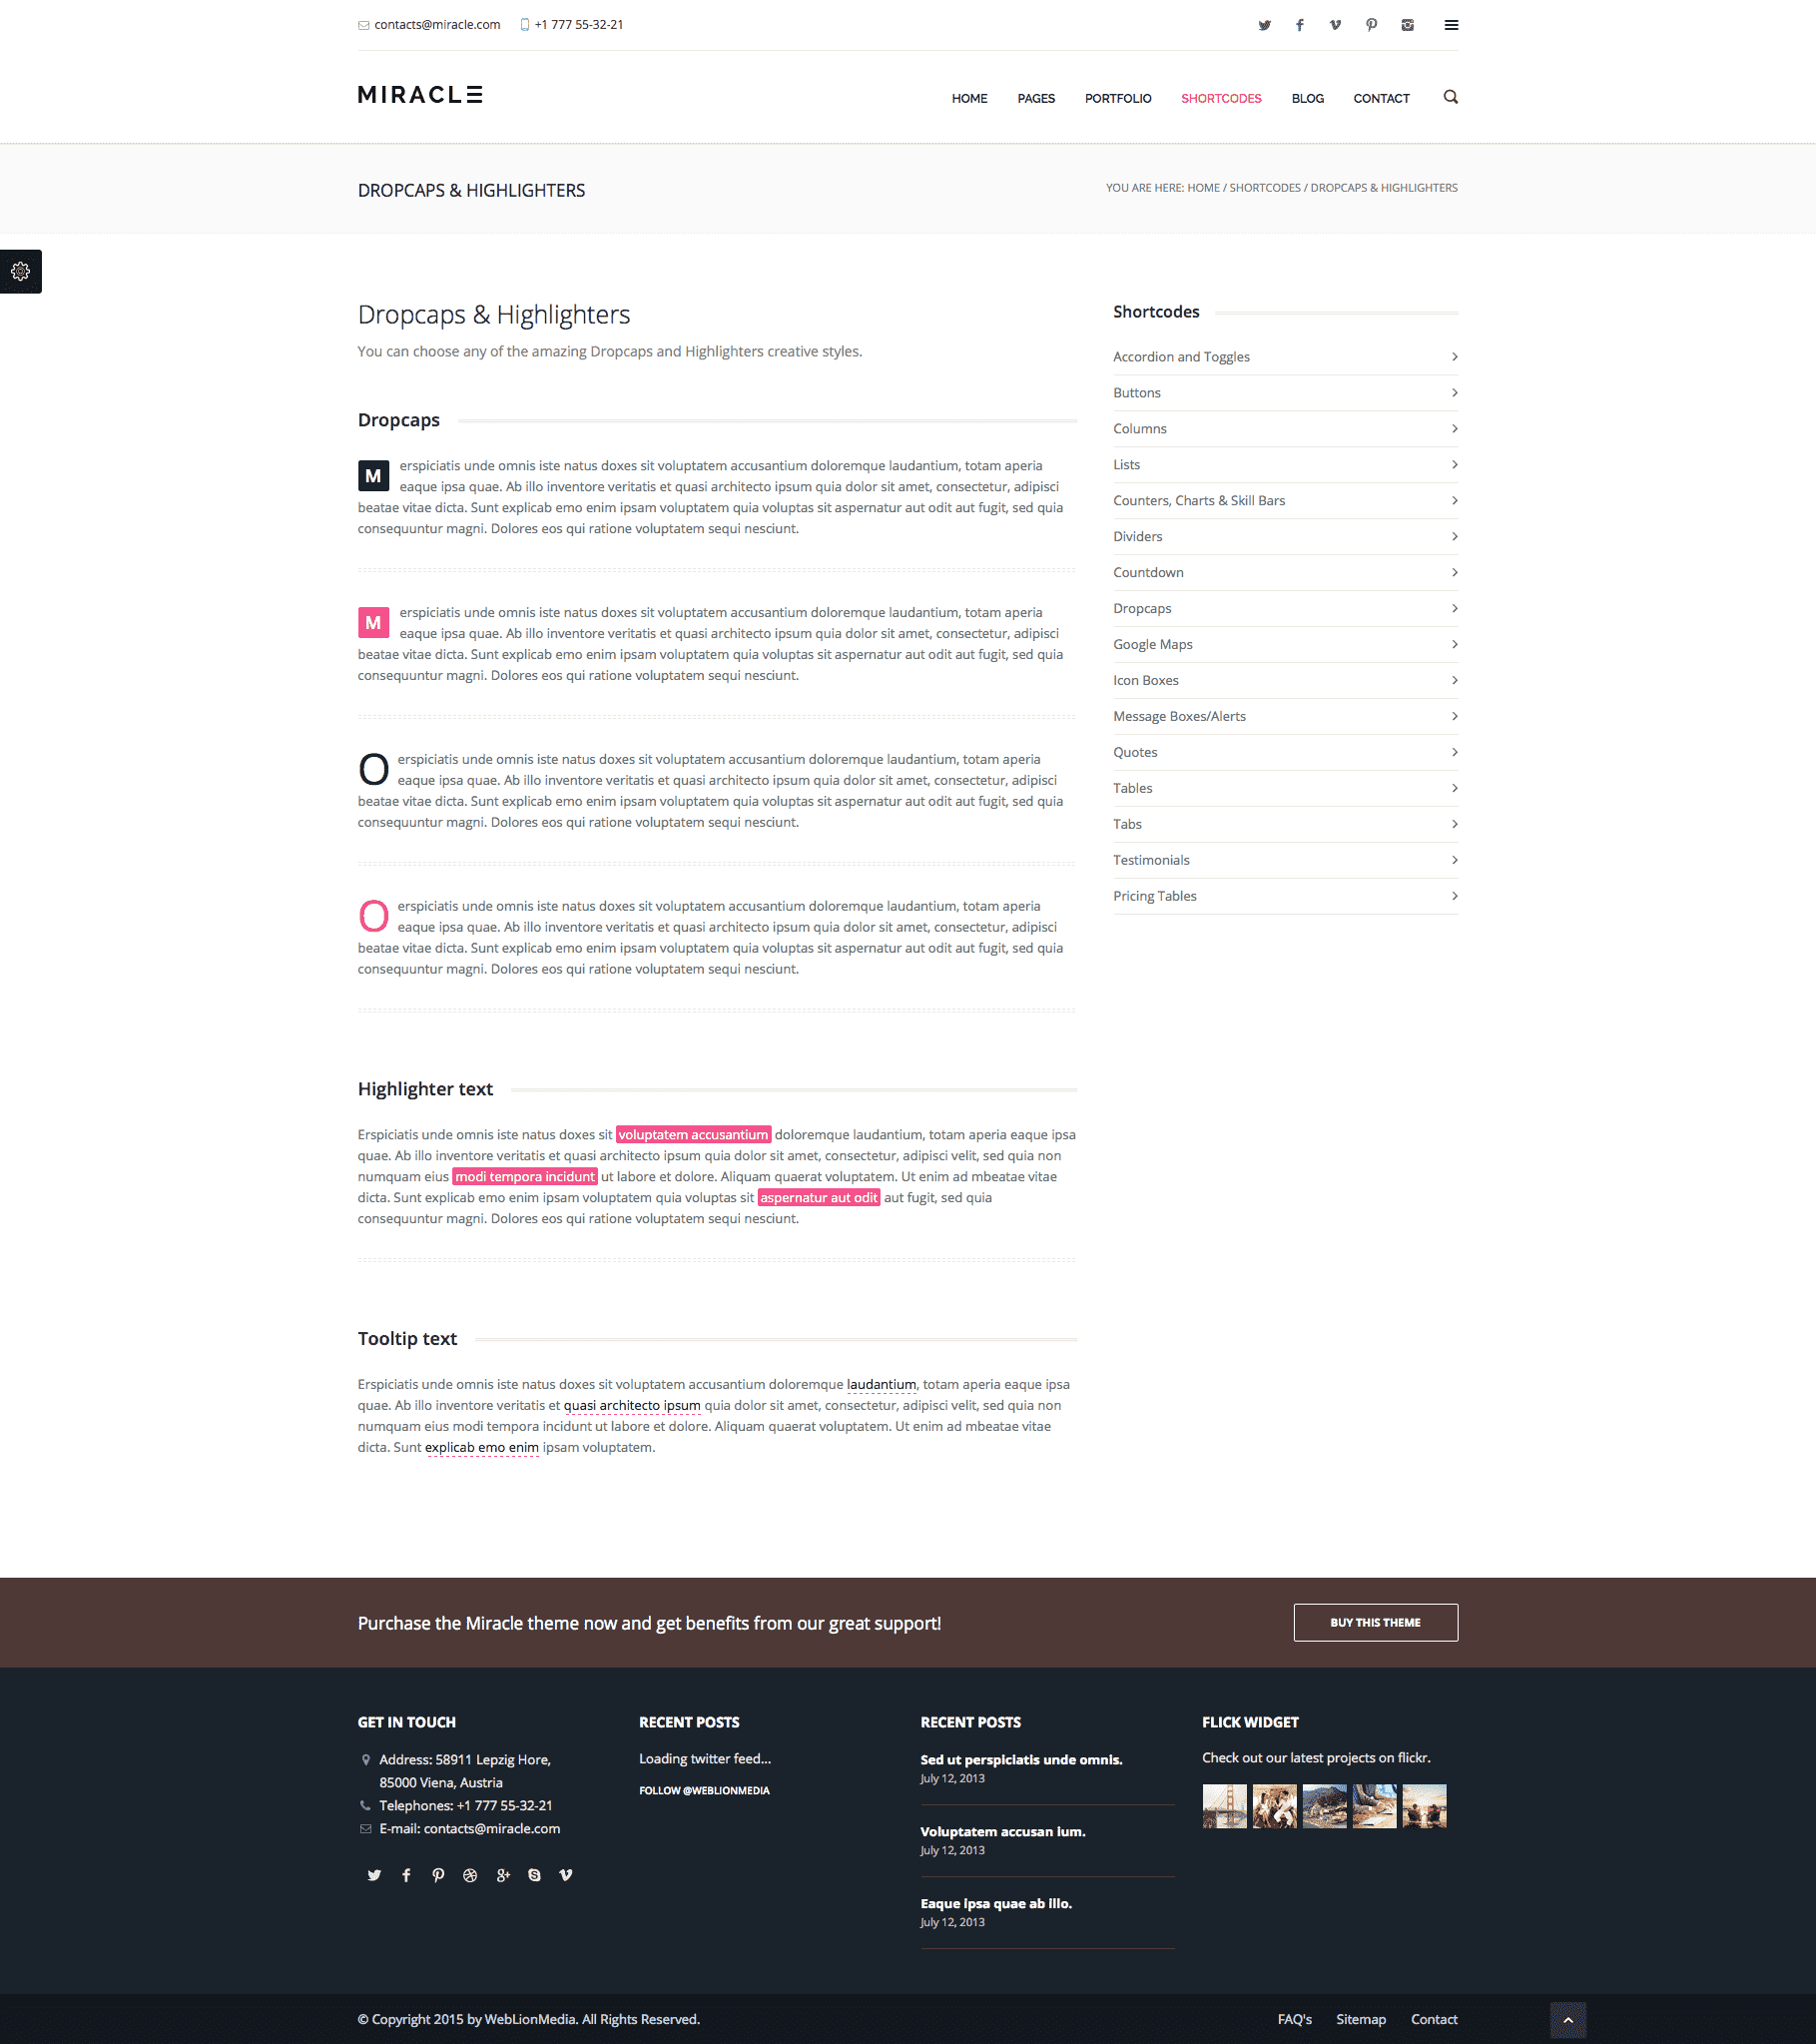 contacts@miracle.com +1 777 55-32-21
MIRACLE
HOME PAGES PORTFOLIO SHORTCODES BLOG CONTACT
DROPCAPS & HIGHLIGHTERS
YOU ARE HERE: HOME / SHORTCODES / DROPCAPS & HIGHLIGHTERS
Dropcaps & Highlighters
You can choose any of the amazing Dropcaps and Highlighters creative styles.
Dropcaps
M erspiciatis unde omnis iste natus doxes sit voluptatem accusantium doloremque laudantium, totam aperia
eaque ipsa quae. Ab illo inventore veritatis et quasi architecto ipsum quia dolor sit amet, consectetur, adipisci
beatae vitae dicta. Sunt explicab emo enim ipsam voluptatem quia voluptas sit aspernatur aut odit aut fugit, sed quia
consequuntur magni. Dolores eos qui ratione voluptatem sequi nesciunt.
M erspiciatis unde omnis iste natus doxes sit voluptatem accusantium doloremque laudantium, totam aperia
eaque ipsa quae. Ab illo inventore veritatis et quasi architecto ipsum quia dolor sit amet, consectetur, adipisci
beatae vitae dicta. Sunt explicab emo enim ipsam voluptatem quia voluptas sit aspernatur aut odit aut fugit, sed quia
consequuntur magni. Dolores eos qui ratione voluptatem sequi nesciunt.
O erspiciatis unde omnis iste natus doxes sit voluptatem accusantium doloremque laudantium, totam aperia
eaque ipsa quae. Ab illo inventore veritatis et quasi architecto ipsum quia dolor sit amet, consectetur, adipisci
beatae vitae dicta. Sunt explicab emo enim ipsam voluptatem quia voluptas sit aspernatur aut odit aut fugit, sed quia
consequuntur magni. Dolores eos qui ratione voluptatem sequi nesciunt.
O erspiciatis unde omnis iste natus doxes sit voluptatem accusantium doloremque laudantium, totam aperia
eaque ipsa quae. Ab illo inventore veritatis et quasi architecto ipsum quia dolor sit amet, consectetur, adipisci
beatae vitae dicta. Sunt explicab emo enim ipsam voluptatem quia voluptas sit aspernatur aut odit aut fugit, sed quia
consequuntur magni. Dolores eos qui ratione voluptatem sequi nesciunt.
Highlighter text
Erspiciatis unde omnis iste natus doxes sit voluptatem accusantium doloremque laudantium, totam aperia eaque ipsa
quae. Ab illo inventore veritatis et quasi architecto ipsum quia dolor sit amet, consectetur, adipisci velit, sed quia non
numquam eius modi tempora incidunt ut labore et dolore. Aliquam quaerat voluptatem. Ut enim ad mbeatae vitae
dicta. Sunt explicab emo enim ipsam voluptatem quia voluptas sit aspernatur aut odit aut fugit, sed quia
consequuntur magni. Dolores eos qui ratione voluptatem sequi nesciunt.
Tooltip text
Erspiciatis unde omnis iste natus doxes sit voluptatem accusantium doloremque laudantium, totam aperia eaque ipsa
quae. Ab illo inventore veritatis et quasi architecto ipsum quia dolor sit amet, consectetur, adipisci velit, sed quia non
numquam eius modi tempora incidunt ut labore et dolore. Aliquam quaerat voluptatem. Ut enim ad mbeatae vitae
dicta. Sunt explicab emo enim ipsam voluptatem.
Shortcodes
Accordion and Toggles
Buttons
Columns
Lists
Counters, Charts & Skill Bars
Dividers
Countdown
Dropcaps
Google Maps
Icon Boxes
Message Boxes/Alerts
Quotes
Tables
Tabs
Testimonials
Pricing Tables
Purchase the Miracle theme now and get benefits from our great support!
BUY THIS THEME
GET IN TOUCH
Address: 58911 Lepzig Hore,
85000 Viena, Austria
Telephones: +1 777 55-32-21
E-mail: contacts@miracle.com
RECENT POSTS
Loading twitter feed...
FOLLOW @WEBLIONMEDIA
RECENT POSTS
Sed ut perspiciatis unde omnis.
July 12, 2013
Voluptatem accusan ium.
July 12, 2013
Eaque ipsa quae ab illo.
July 12, 2013
FLICK WIDGET
Check out our latest projects on flickr.
© Copyright 2015 by WebLionMedia. All Rights Reserved.
FAQ's Sitemap Contact